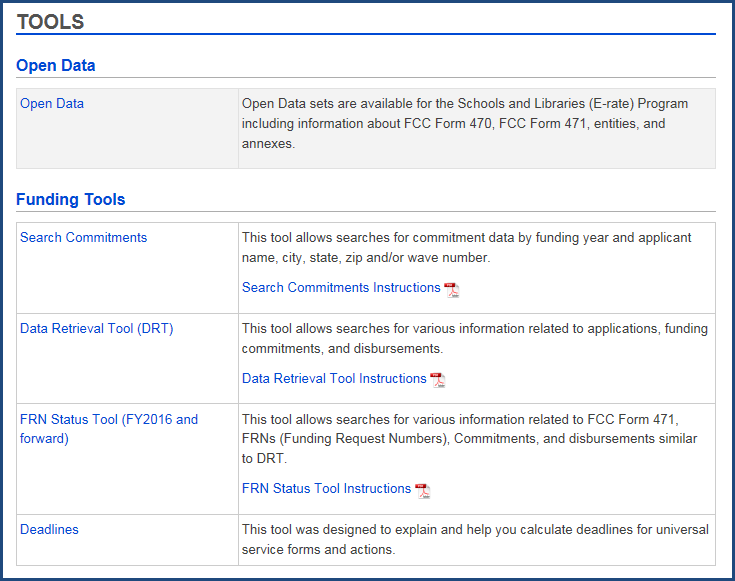 TOOLS
Open Data
Open Data
Open Data sets are available for the Schools and Libraries (E-rate) Program
including information about FCC Form 470, FCC Form 471, entities, and
annexes.
Funding Tools
Search Commitments
This tool allows searches for commitment data by funding year and applicant
name, city, state, zip and/or wave number.
Search Commitments Instructions
Data Retrieval Tool (DRT)
This tool allows searches for various information related to applications, funding
commitments, and disbursements.
Data Retrieval Tool Instructions
FRN Status Tool (FY2016 and
forward)
This tool allows searches for various information related to FCC Form 471,
FRNs (Funding Request Numbers), Commitments, and disbursements similar
to DRT.
FRN Status Tool Instructions
Deadlines
This tool was designed to explain and help you calculate deadlines for universal
service forms and actions.